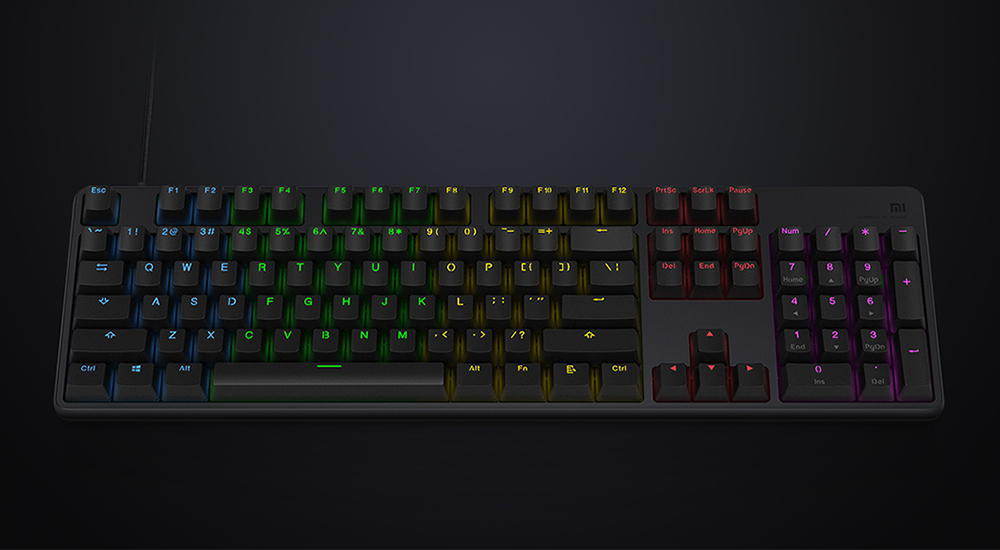 Esc F1 F2 F3 F4 F5 F6 F7 F8 F9 F10 F11 F12 PrtSc ScrLk Pause
mi
`~ 1! 2@ 3# 4$ 5% 6^ 7& 8* 9( 0) -_ =+ Ins Home PgUp Num / * -
Q W E R T Y U I O P [{ ]} \| Del End PgDn 7 Home 8 9 PgUp +
A S D F G H J K L ;: '" 4 5 6
Z X C V B N M ,< .> /? 1 End 2 3 PgDn
Ctrl Alt Alt Fn Ctrl 0 Ins . Del